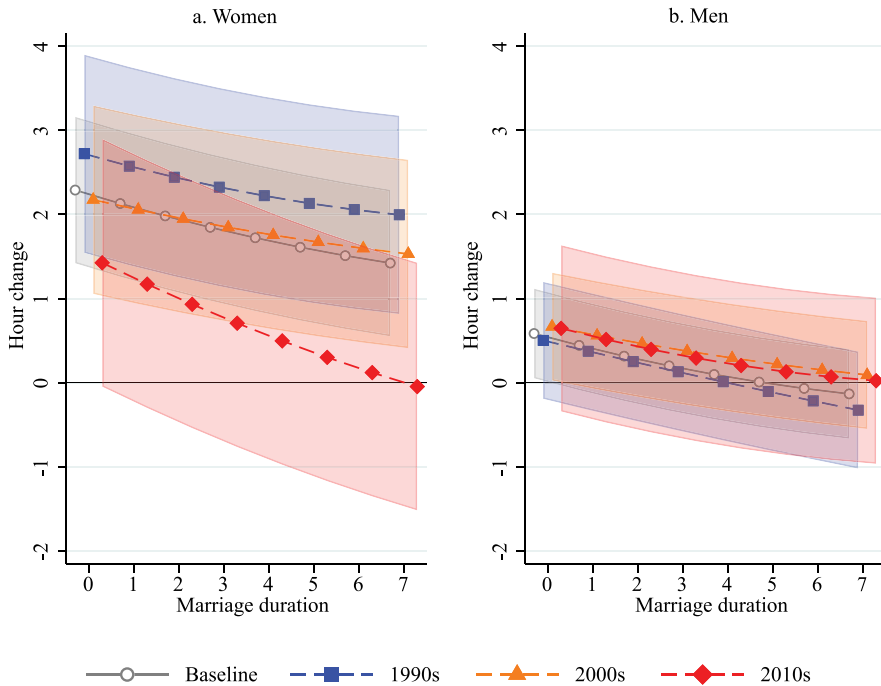 a. Women
b. Men
Hour change
4
3
2
1
0
-1
-2
0 1 2 3 4 5 6 7
Marriage duration
Hour change
4
3
2
1
0
-1
-2
0 1 2 3 4 5 6 7
Marriage duration
Baseline 1990s 2000s 2010s